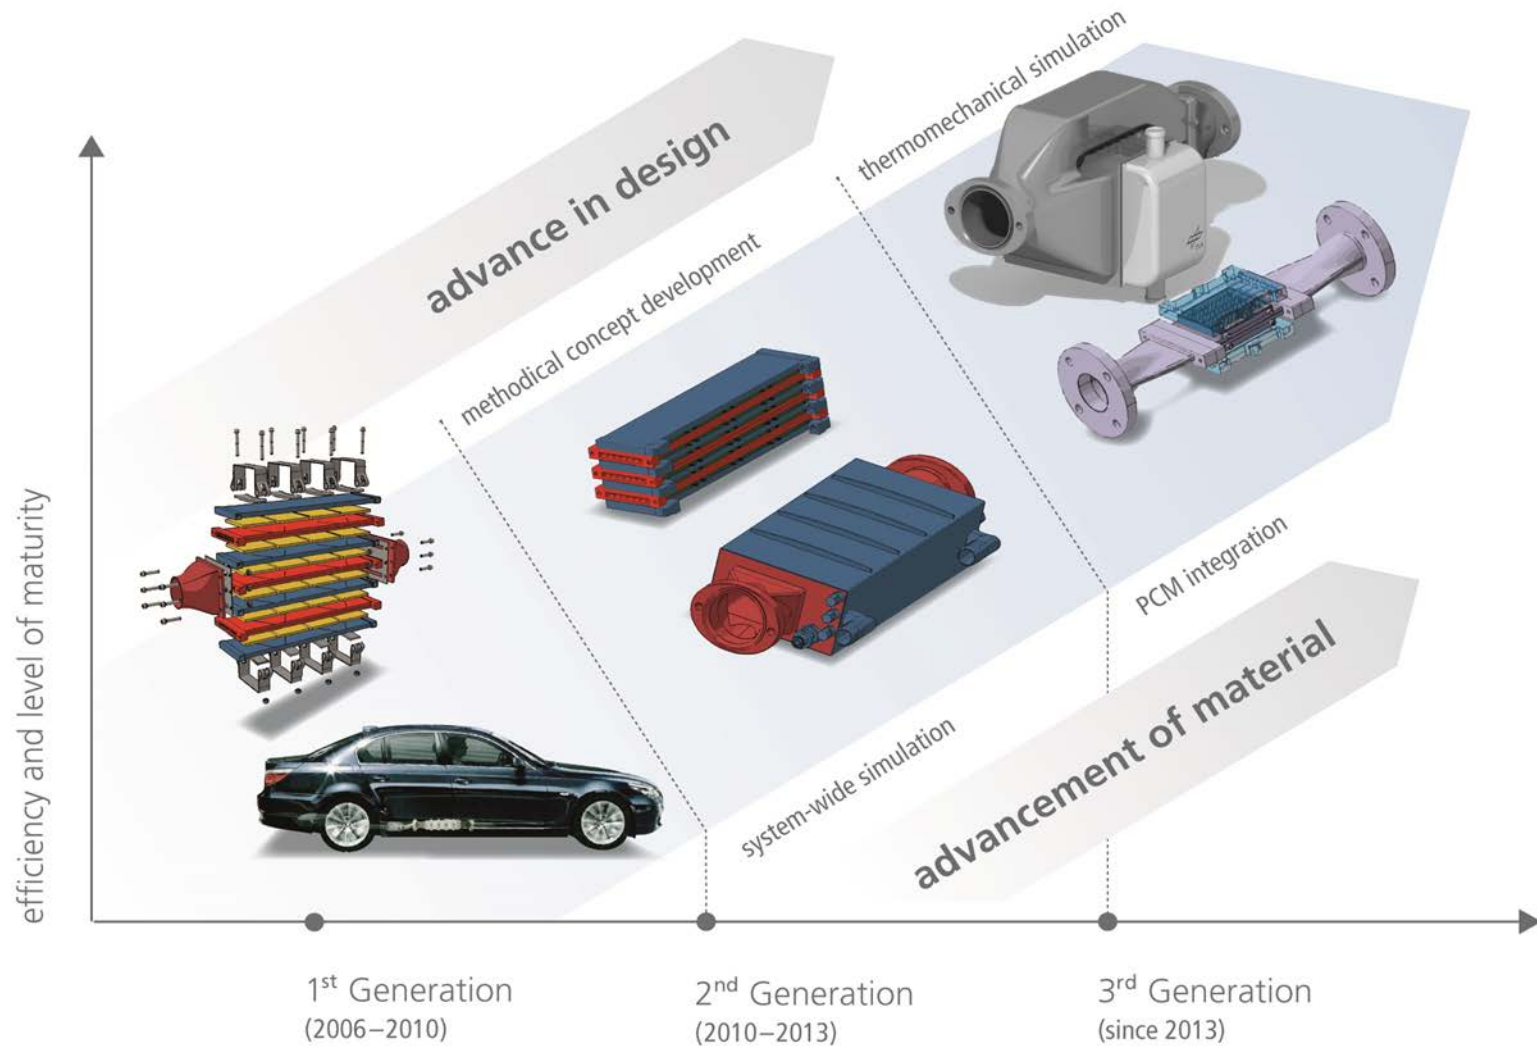 thermomechanical simulation
advance in design
methodical concept development
efficiency and level of maturity
PCM integration
system-wide simulation
advancement of material
1st Generation
(2006–2010)
2nd Generation
(2010–2013)
3rd Generation
(since 2013)